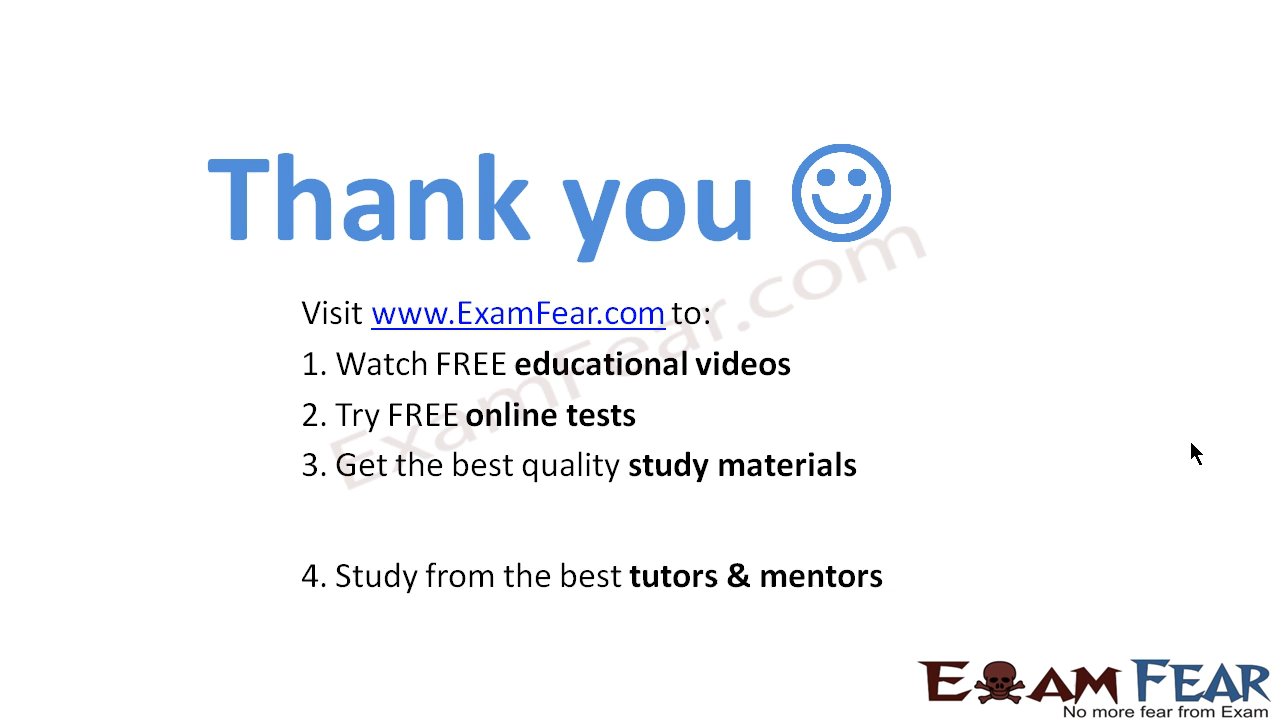 Thank you
Visit www.ExamFear.com to:
1. Watch FREE educational videos
2. Try FREE online tests
3. Get the best quality study materials
4. Study from the best tutors & mentors
ExamFear.com
EXAM FEAR
No more fear from Exam